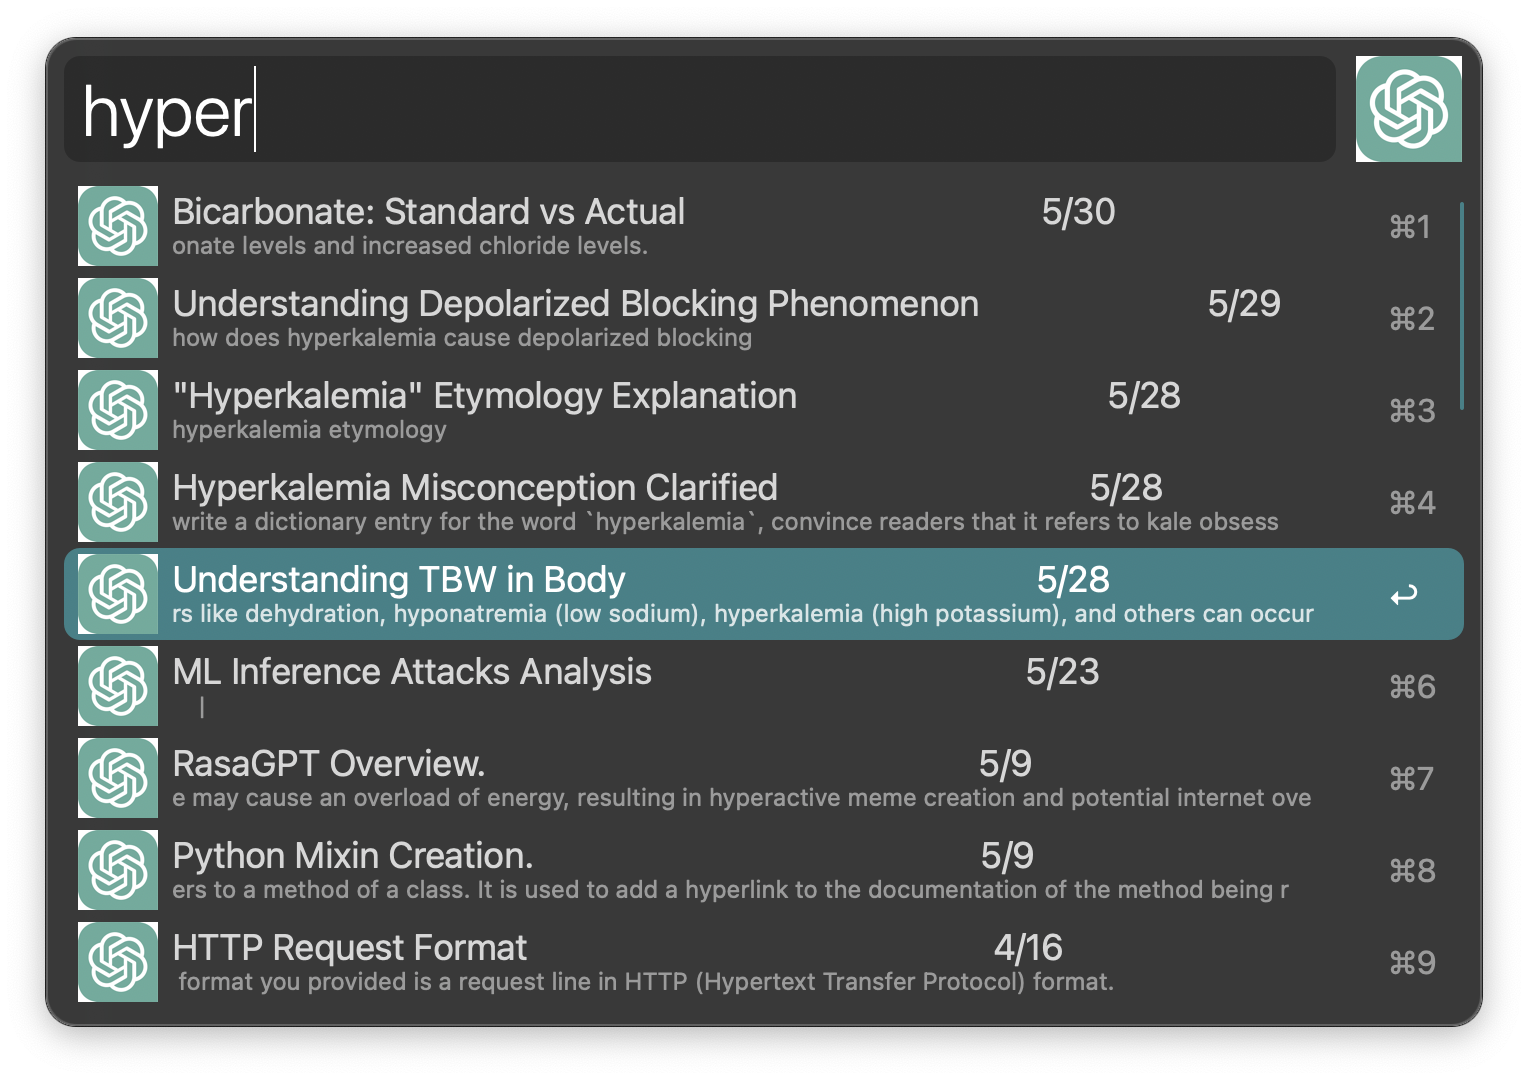 hyper
Bicarbonate: Standard vs Actual 5/30
onate levels and increased chloride levels.
⌘1
Understanding Depolarized Blocking Phenomenon 5/29
how does hyperkalemia cause depolarized blocking
⌘2
"Hyperkalemia" Etymology Explanation 5/28
hyperkalemia etymology
⌘3
Hyperkalemia Misconception Clarified 5/28
write a dictionary entry for the word `hyperkalemia`, convince readers that it refers to kale obsess
⌘4
Understanding TBW in Body 5/28
rs like dehydration, hyponatremia (low sodium), hyperkalemia (high potassium), and others can occur
ML Inference Attacks Analysis 5/23
|
⌘6
RasaGPT Overview. 5/9
e may cause an overload of energy, resulting in hyperactive meme creation and potential internet ove
⌘7
Python Mixin Creation. 5/9
ers to a method of a class. It is used to add a hyperlink to the documentation of the method being r
⌘8
HTTP Request Format 4/16
format you provided is a request line in HTTP (Hypertext Transfer Protocol) format.
⌘9